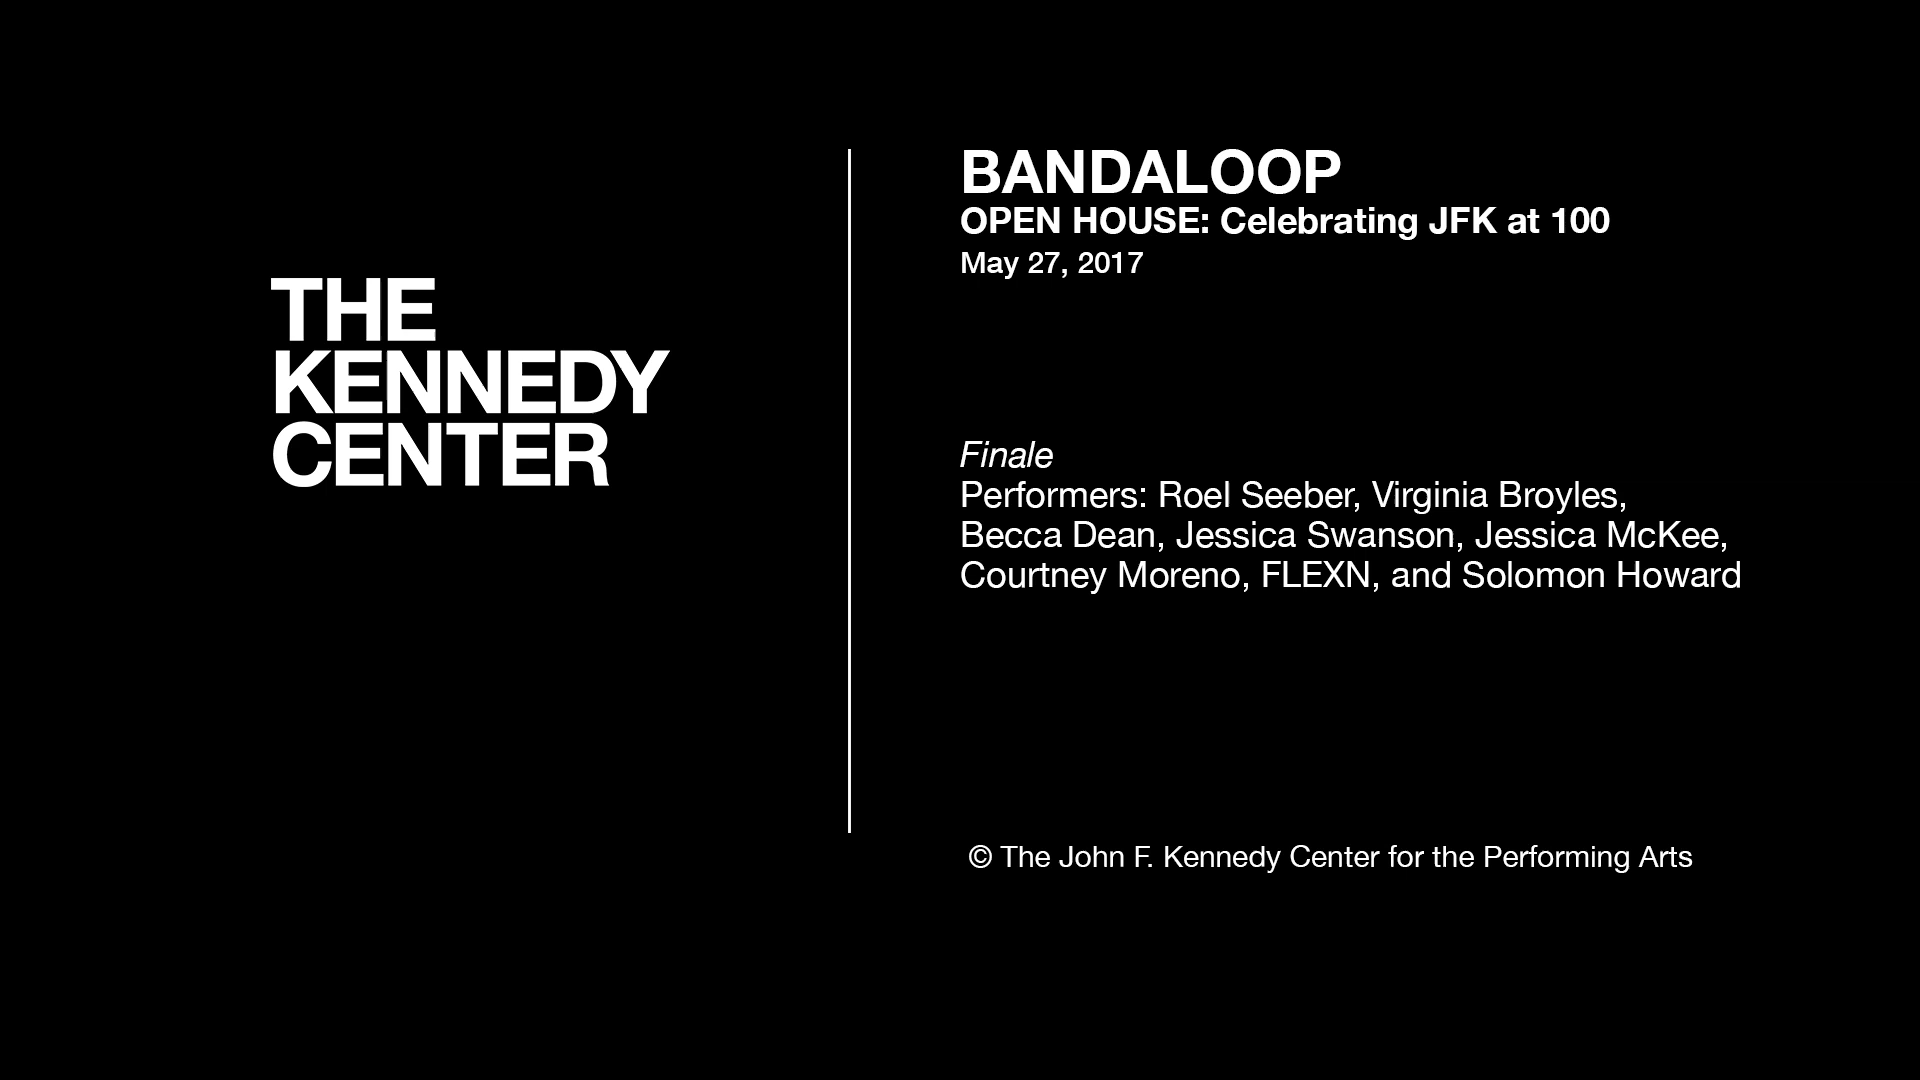 THE
KENNEDY
CENTER
BANDALOOP
OPEN HOUSE: Celebrating JFK at 100
May 27, 2017
Finale
Performers: Roel Seeber, Virginia Broyles,
Becca Dean, Jessica Swanson, Jessica McKee,
Courtney Moreno, FLEXN, and Solomon Howard
© The John F. Kennedy Center for the Performing Arts